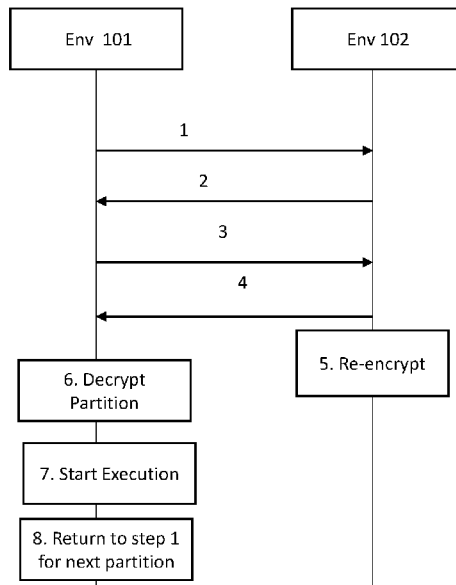 Env 101
Env 102
1
2
3
4
5. Re-encrypt
6. Decrypt
Partition
7. Start Execution
8. Return to step 1
for next partition